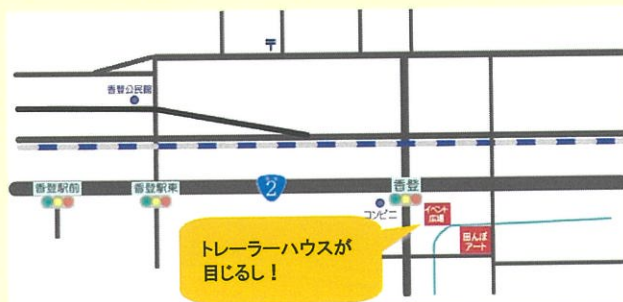 〒
香登公民館
香登駅前
香登駅東
2
香登
コンビニ
イベント
広場
田んぼ
アート
トレーラーハウスが
目じるし！